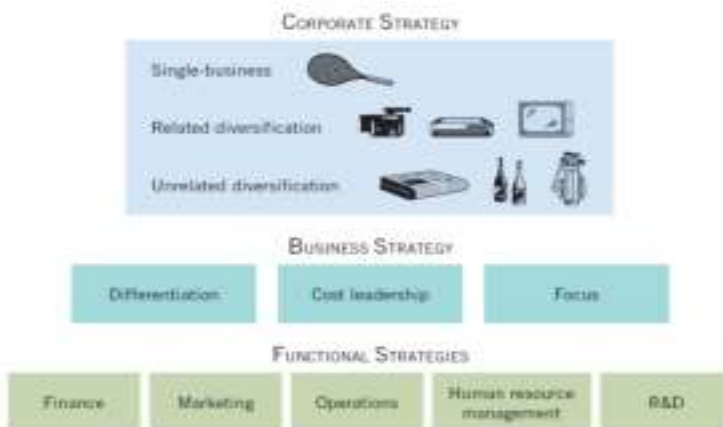 CORPORATE STRATEGY
Single-business
Related diversification
Unrelated diversification
BUSINESS STRATEGY
Differentiation
Cost leadership
Focus
FUNCTIONAL STRATEGIES
Finance
Marketing
Operations
Human resource
management
R&D